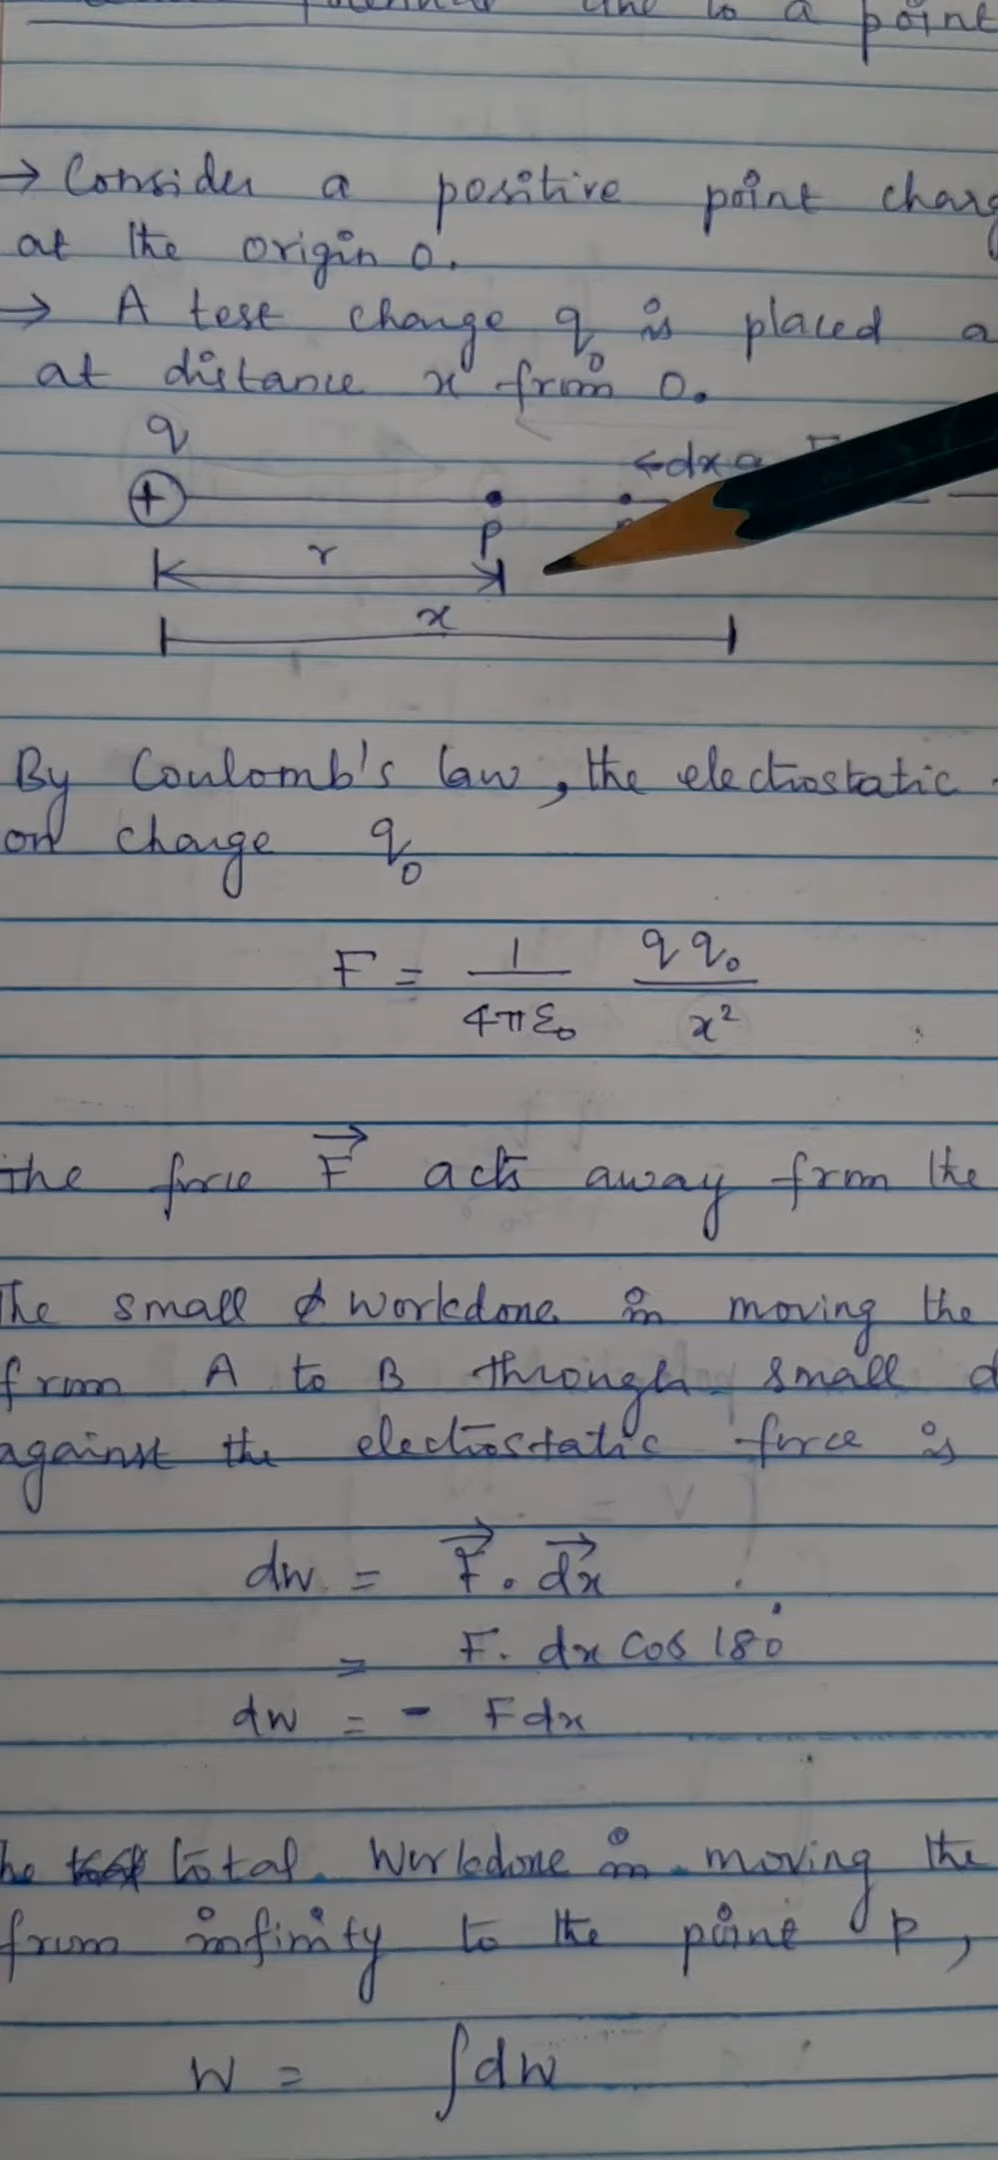 to a point
→ Consider a positive point charg
at the origin O.
→ A test charge q₀ is placed a
at distance x from O.
q
←dx
+
P
r
x
By Coulomb's law, the electrostatic
on charge q₀
F = 1/4πε₀ qq₀/x²
The force F⃗ acts away from the
The small workdone in moving the
from A to B through small d
against the electrostatic force is
dw = F⃗ . dx⃗
= F. dx cos 180°
dw = - Fdx
total workdone in moving the
from infinity to the point P,
W = ∫dw